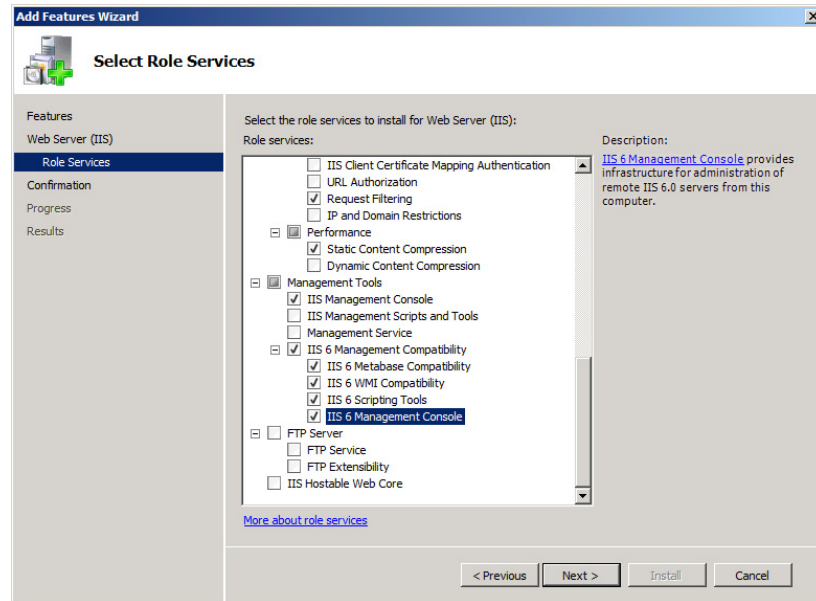 Add Features Wizard
Select Role Services
Features
Web Server (IIS)
Role Services
Confirmation
Progress
Results
Select the role services to install for Web Server (IIS):
Role services:
IIS Client Certificate Mapping Authentication
URL Authorization
Request Filtering
IP and Domain Restrictions
Performance
Static Content Compression
Dynamic Content Compression
Management Tools
IIS Management Console
IIS Management Scripts and Tools
Management Service
IIS 6 Management Compatibility
IIS 6 Metabase Compatibility
IIS 6 WMI Compatibility
IIS 6 Scripting Tools
IIS 6 Management Console
FTP Server
FTP Service
FTP Extensibility
IIS Hostable Web Core
More about role services
Description:
IIS 6 Management Console provides
infrastructure for administration of
remote IIS 6.0 servers from this
computer.
< Previous
Next >
Install
Cancel